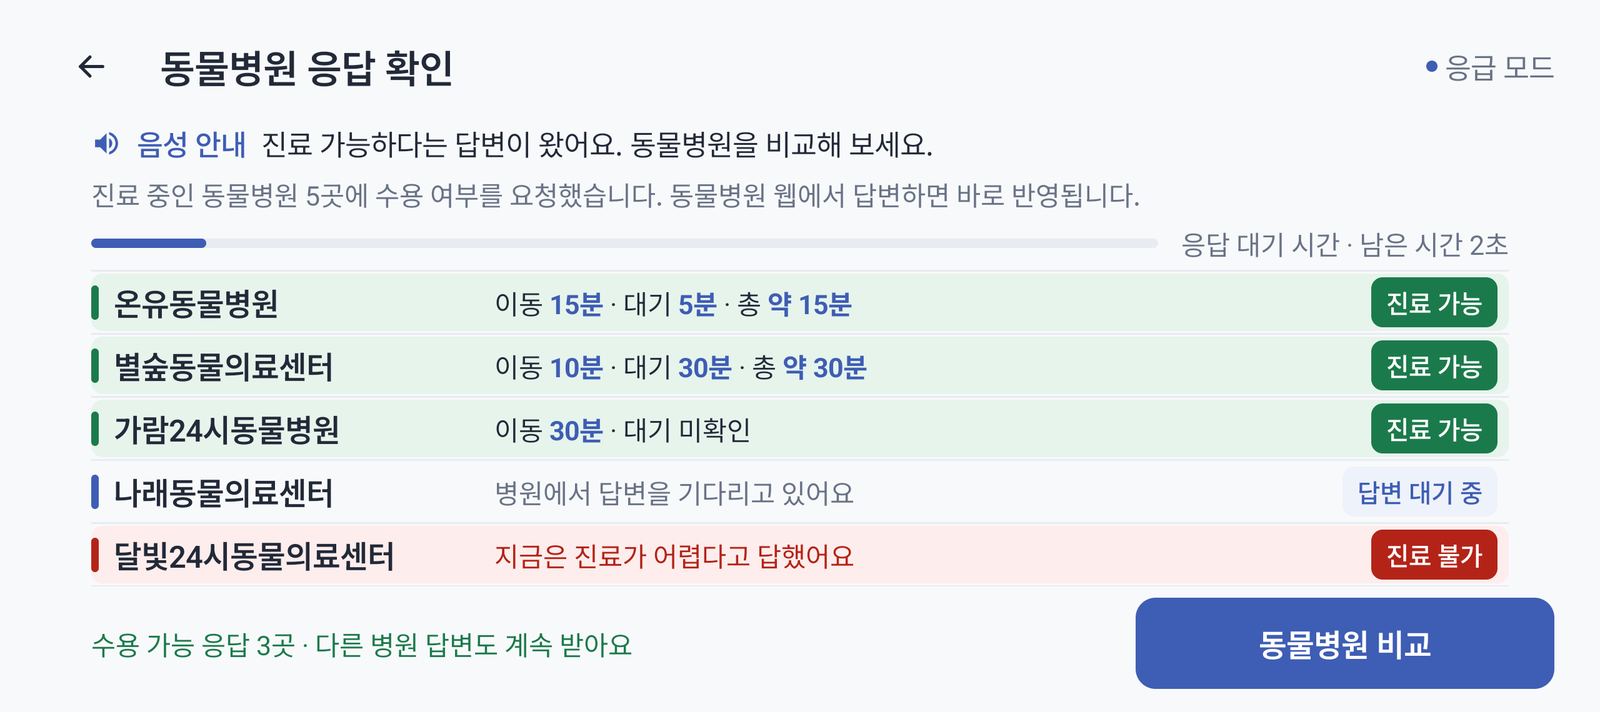 동물병원 응답 확인
응급 모드
음성 안내 진료 가능하다는 답변이 왔어요. 동물병원을 비교해 보세요.
진료 중인 동물병원 5곳에 수용 여부를 요청했습니다. 동물병원 웹에서 답변하면 바로 반영됩니다.
응답 대기 시간 · 남은 시간 2초
온유동물병원 이동 15분 · 대기 5분 · 총 약 15분 진료 가능
별숲동물의료센터 이동 10분 · 대기 30분 · 총 약 30분 진료 가능
가람24시동물병원 이동 30분 · 대기 미확인 진료 가능
나래동물의료센터 병원에서 답변을 기다리고 있어요 답변 대기 중
달빛24시동물의료센터 지금은 진료가 어렵다고 답했어요 진료 불가
수용 가능 응답 3곳 · 다른 병원 답변도 계속 받아요
동물병원 비교